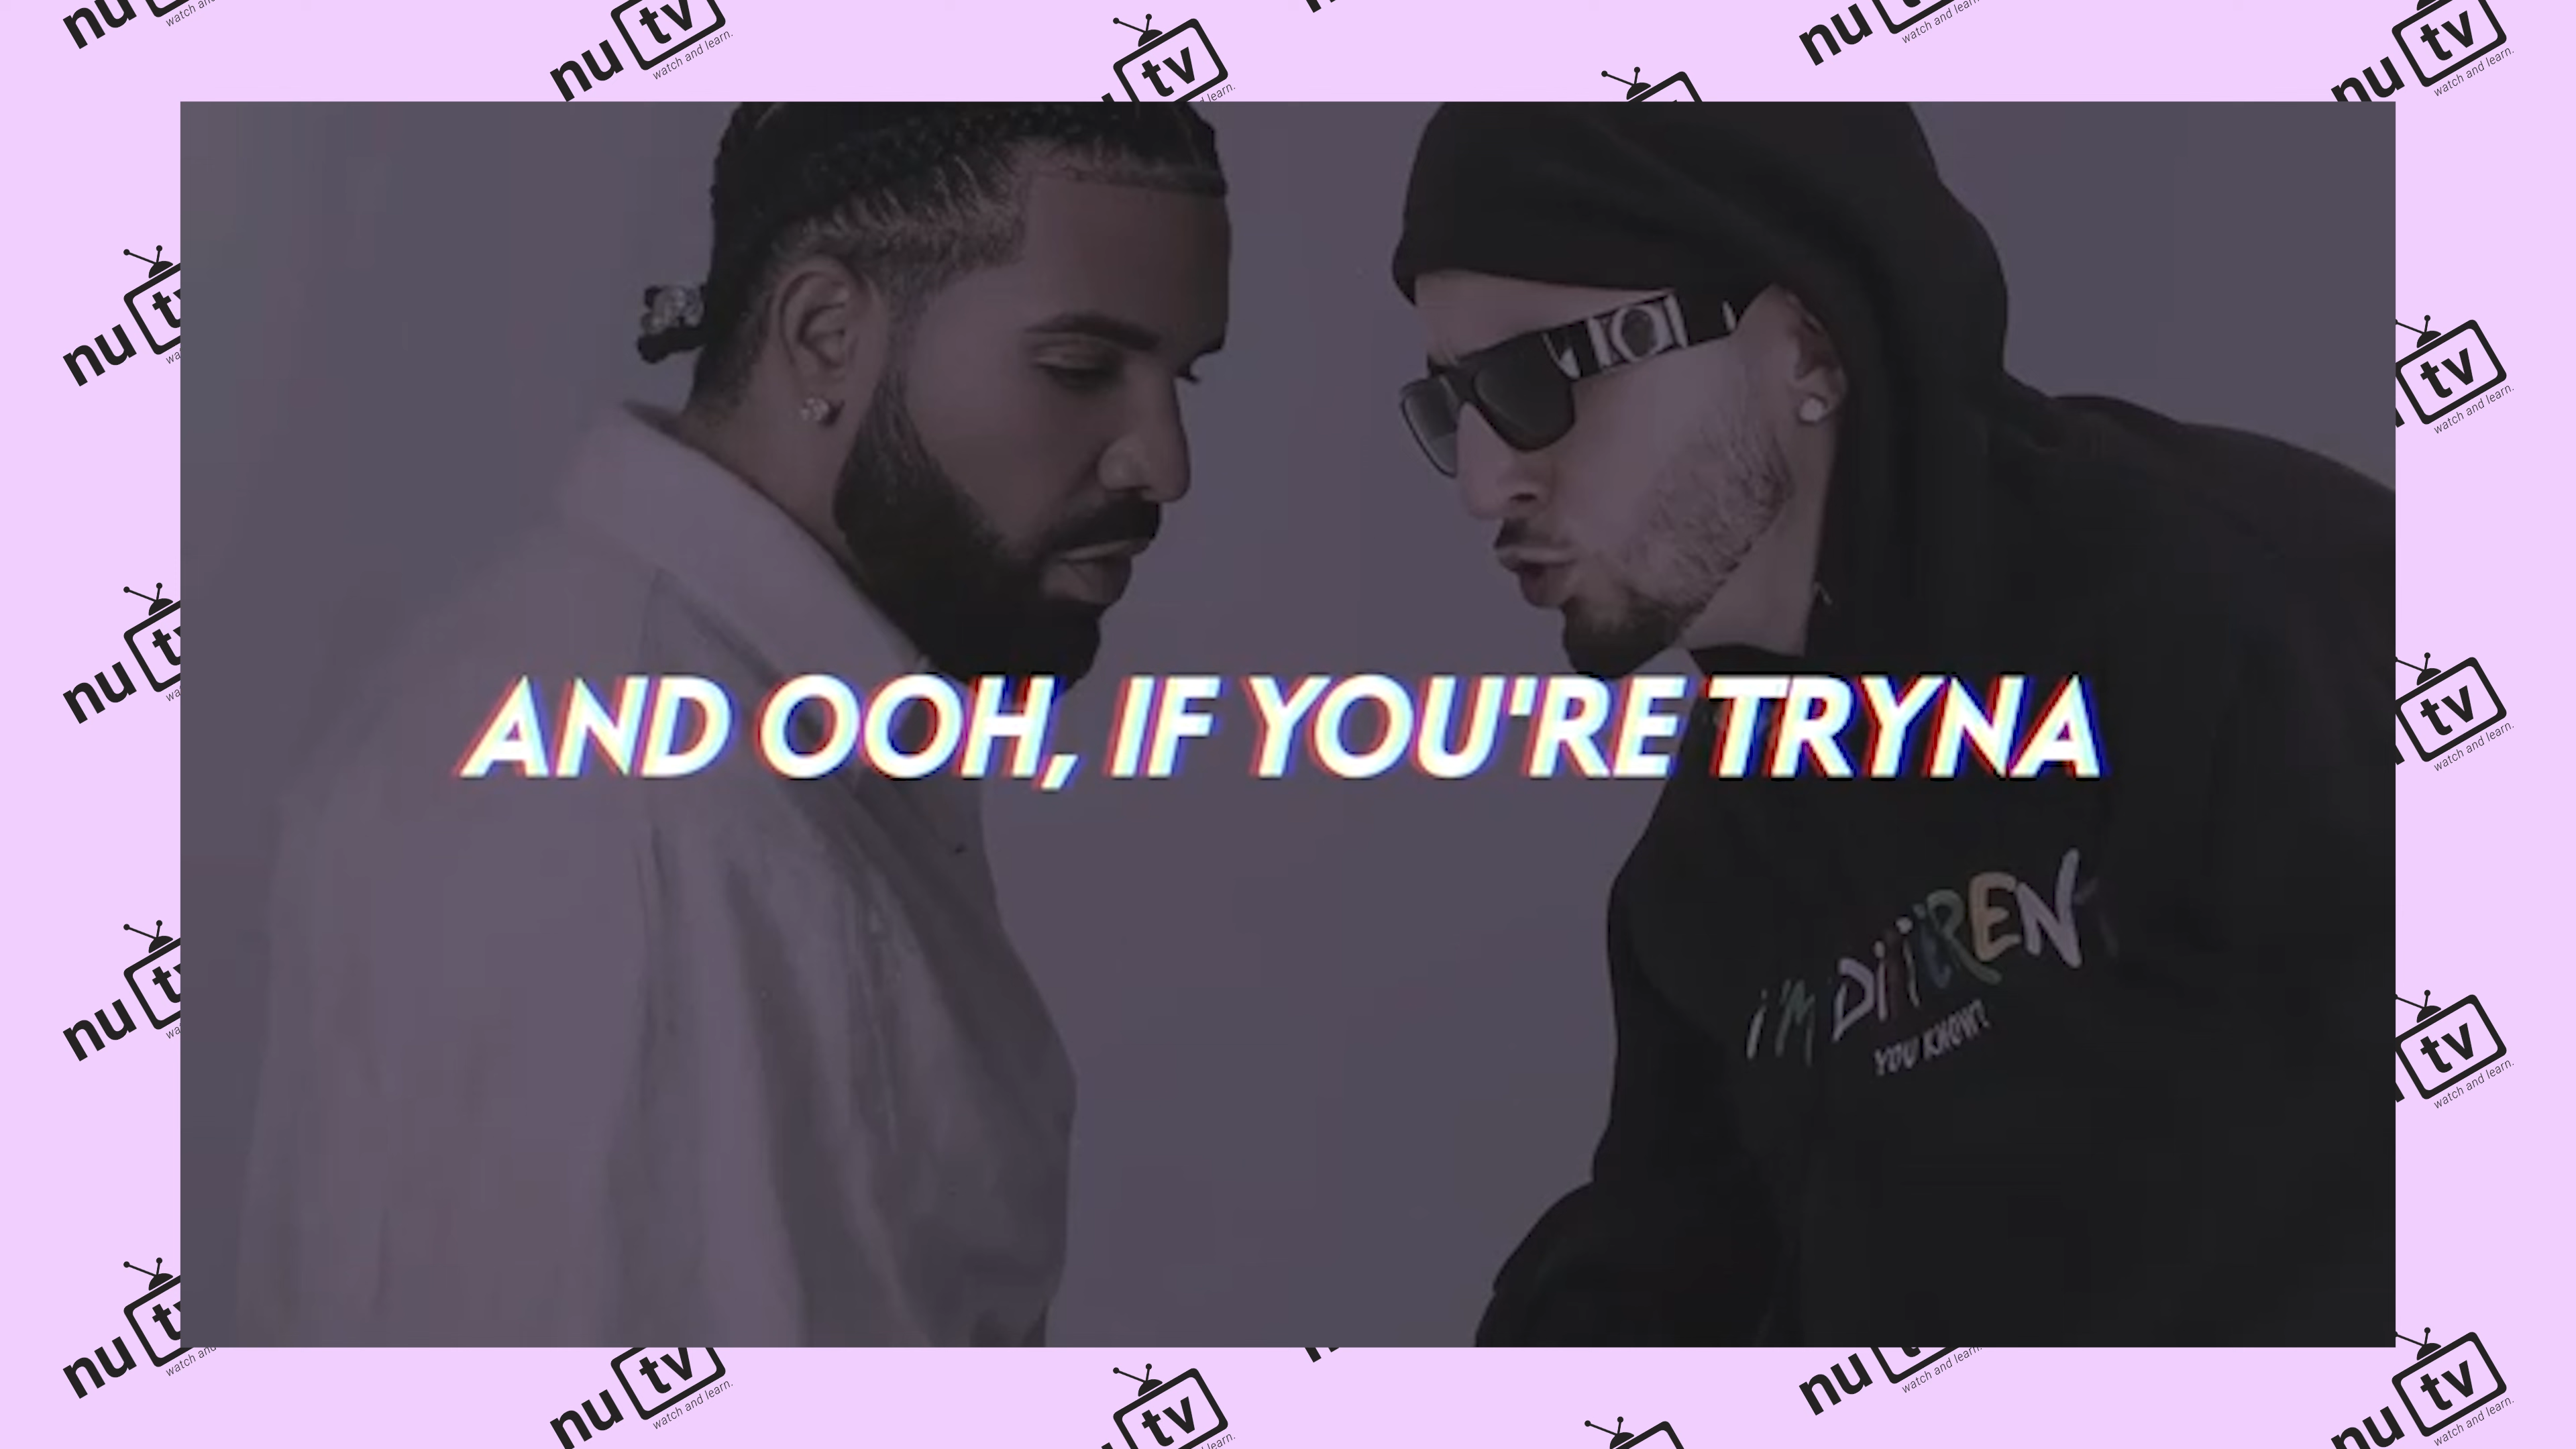 nu tv
watch and learn.
AND OOH, IF YOU'RE TRYNA
I'M DIFFERENT
YOU KNOW?